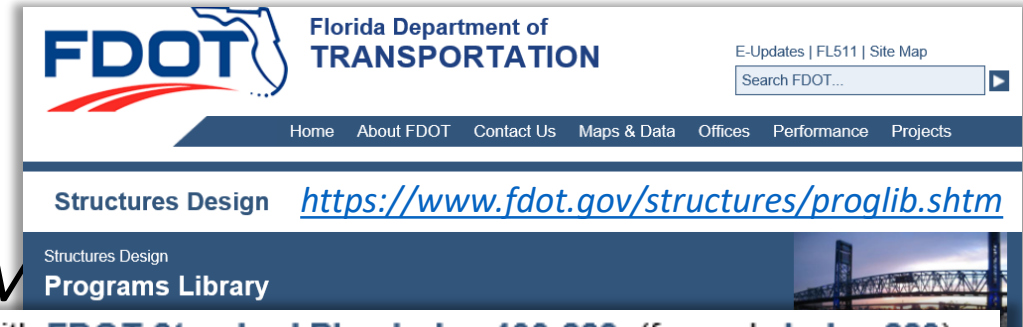 FDOT
Florida Department of
TRANSPORTATION
E-Updates | FL511 | Site Map
Search FDOT...
Home About FDOT Contact Us Maps & Data Offices Performance Projects
Structures Design https://www.fdot.gov/structures/proglib.shtm
Structures Design
Programs Library